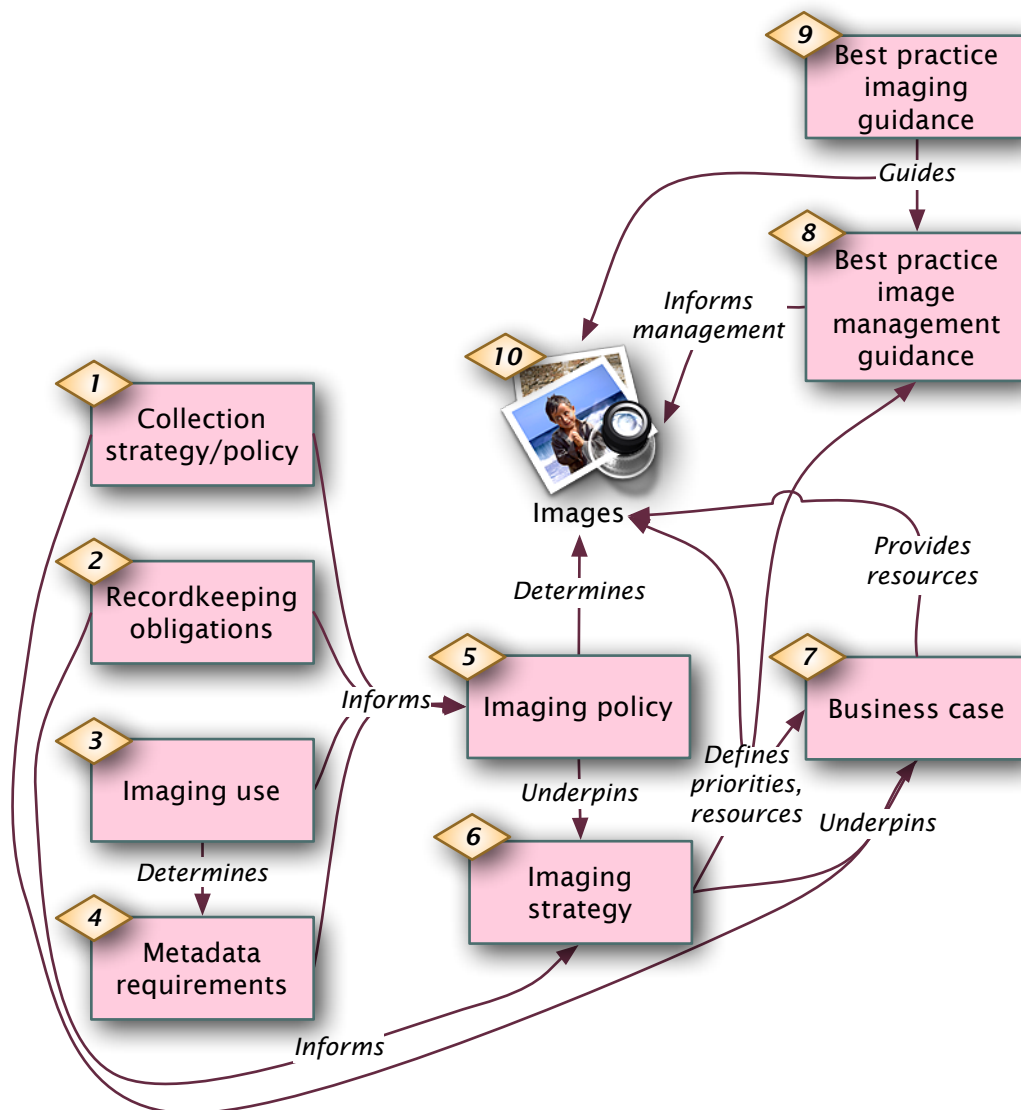 9
Best practice
imaging
guidance
Guides
8
Best practice
image
management
guidance
Informs
management
10
Images
1
Collection
strategy/policy
2
Recordkeeping
obligations
3
Imaging use
Determines
4
Metadata
requirements
Informs
Determines
5
Imaging policy
Underpins
6
Imaging
strategy
Informs
Provides
resources
7
Business case
Defines
priorities,
resources
Underpins